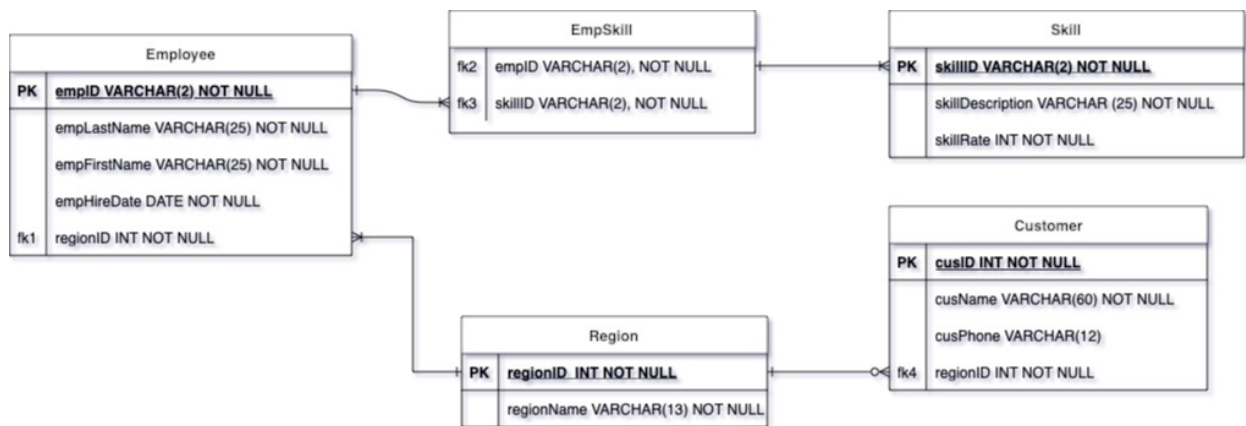 Employee
PK empID VARCHAR(2) NOT NULL
empLastName VARCHAR(25) NOT NULL
empFirstName VARCHAR(25) NOT NULL
empHireDate DATE NOT NULL
fk1 regionID INT NOT NULL
EmpSkill
fk2 empID VARCHAR(2), NOT NULL
fk3 skillID VARCHAR(2), NOT NULL
Skill
PK skillID VARCHAR(2) NOT NULL
skillDescription VARCHAR (25) NOT NULL
skillRate INT NOT NULL
Region
PK regionID INT NOT NULL
regionName VARCHAR(13) NOT NULL
Customer
PK cusID INT NOT NULL
cusName VARCHAR(60) NOT NULL
cusPhone VARCHAR(12)
fk4 regionID INT NOT NULL